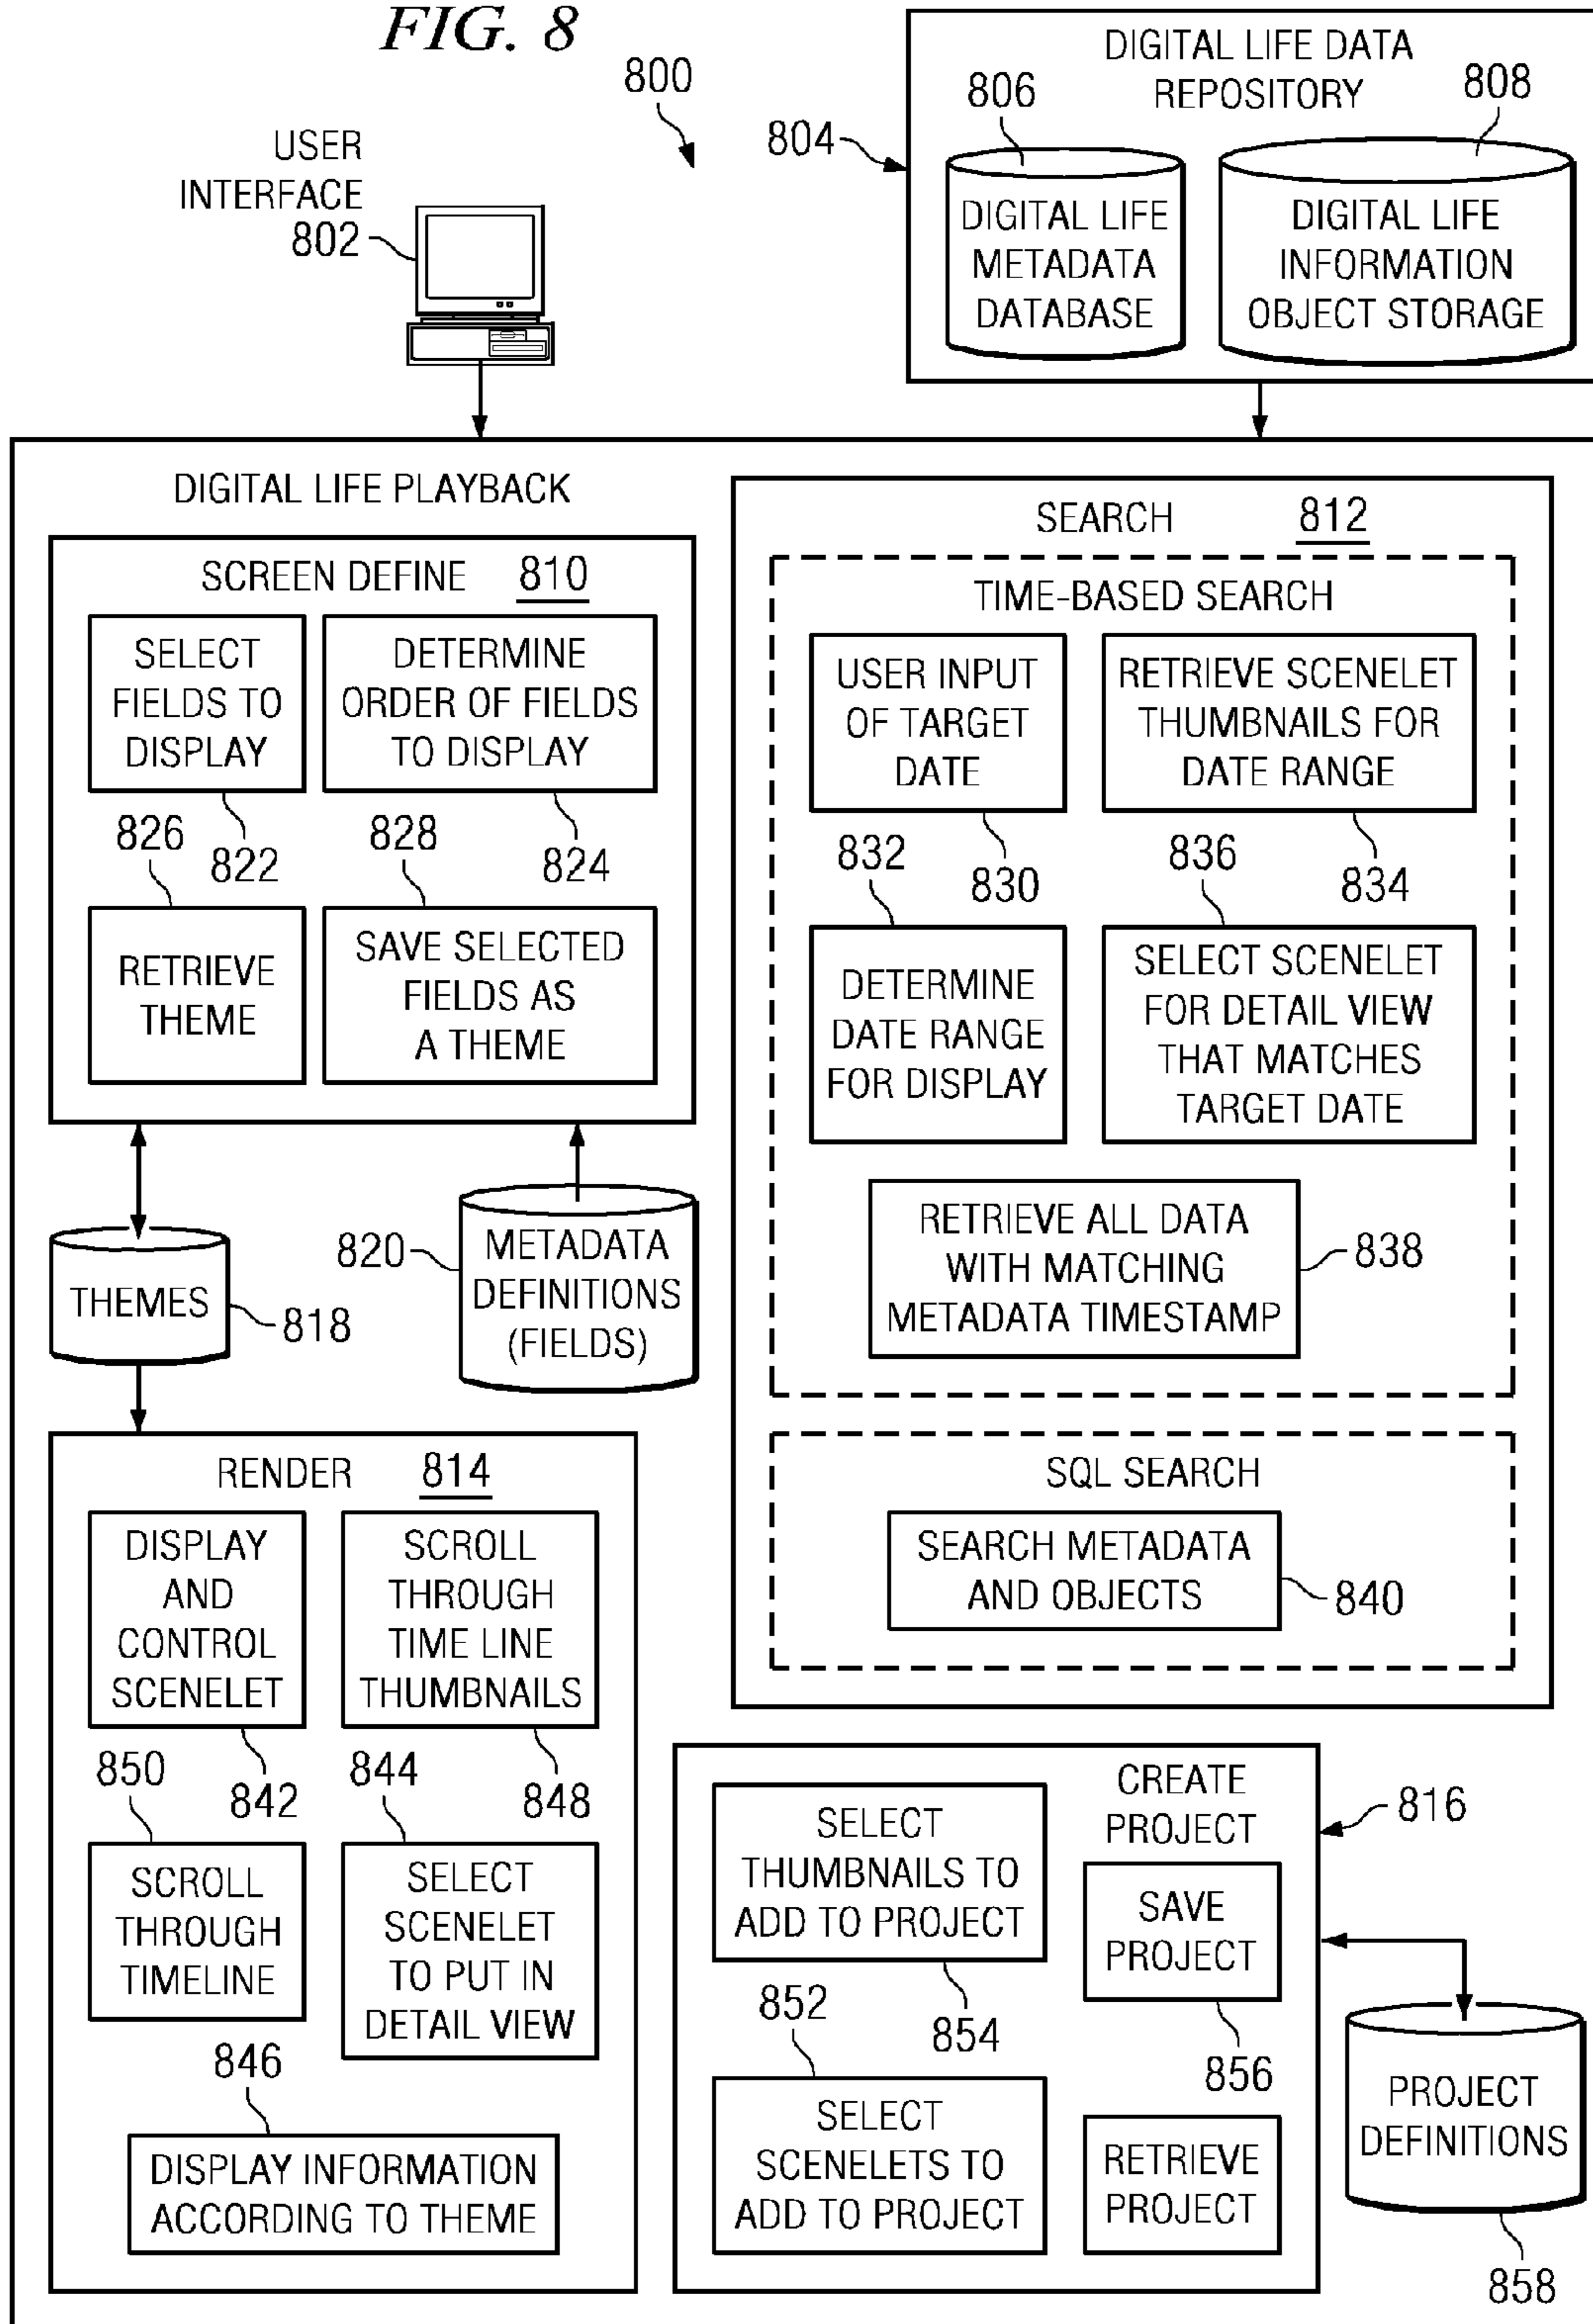 FIG. 8
800
USER
INTERFACE
802
DIGITAL LIFE DATA
REPOSITORY
804
806
808
DIGITAL LIFE
METADATA
DATABASE
DIGITAL LIFE
INFORMATION
OBJECT STORAGE
DIGITAL LIFE PLAYBACK
SCREEN DEFINE 810
SELECT
FIELDS TO
DISPLAY
DETERMINE
ORDER OF FIELDS
TO DISPLAY
826
822
828
824
RETRIEVE
THEME
SAVE SELECTED
FIELDS AS
A THEME
THEMES
818
820
METADATA
DEFINITIONS
(FIELDS)
SEARCH 812
TIME-BASED SEARCH
USER INPUT
OF TARGET
DATE
RETRIEVE SCENELET
THUMBNAILS FOR
DATE RANGE
832
830
836
834
DETERMINE
DATE RANGE
FOR DISPLAY
SELECT SCENELET
FOR DETAIL VIEW
THAT MATCHES
TARGET DATE
RETRIEVE ALL DATA
WITH MATCHING
METADATA TIMESTAMP
838
SQL SEARCH
SEARCH METADATA
AND OBJECTS
840
RENDER 814
DISPLAY
AND
CONTROL
SCENELET
SCROLL
THROUGH
TIME LINE
THUMBNAILS
850
842
844
848
SCROLL
THROUGH
TIMELINE
SELECT
SCENELET
TO PUT IN
DETAIL VIEW
846
DISPLAY INFORMATION
ACCORDING TO THEME
CREATE
PROJECT
816
SELECT
THUMBNAILS TO
ADD TO PROJECT
SAVE
PROJECT
852
854
856
SELECT
SCENELETS TO
ADD TO PROJECT
RETRIEVE
PROJECT
PROJECT
DEFINITIONS
858